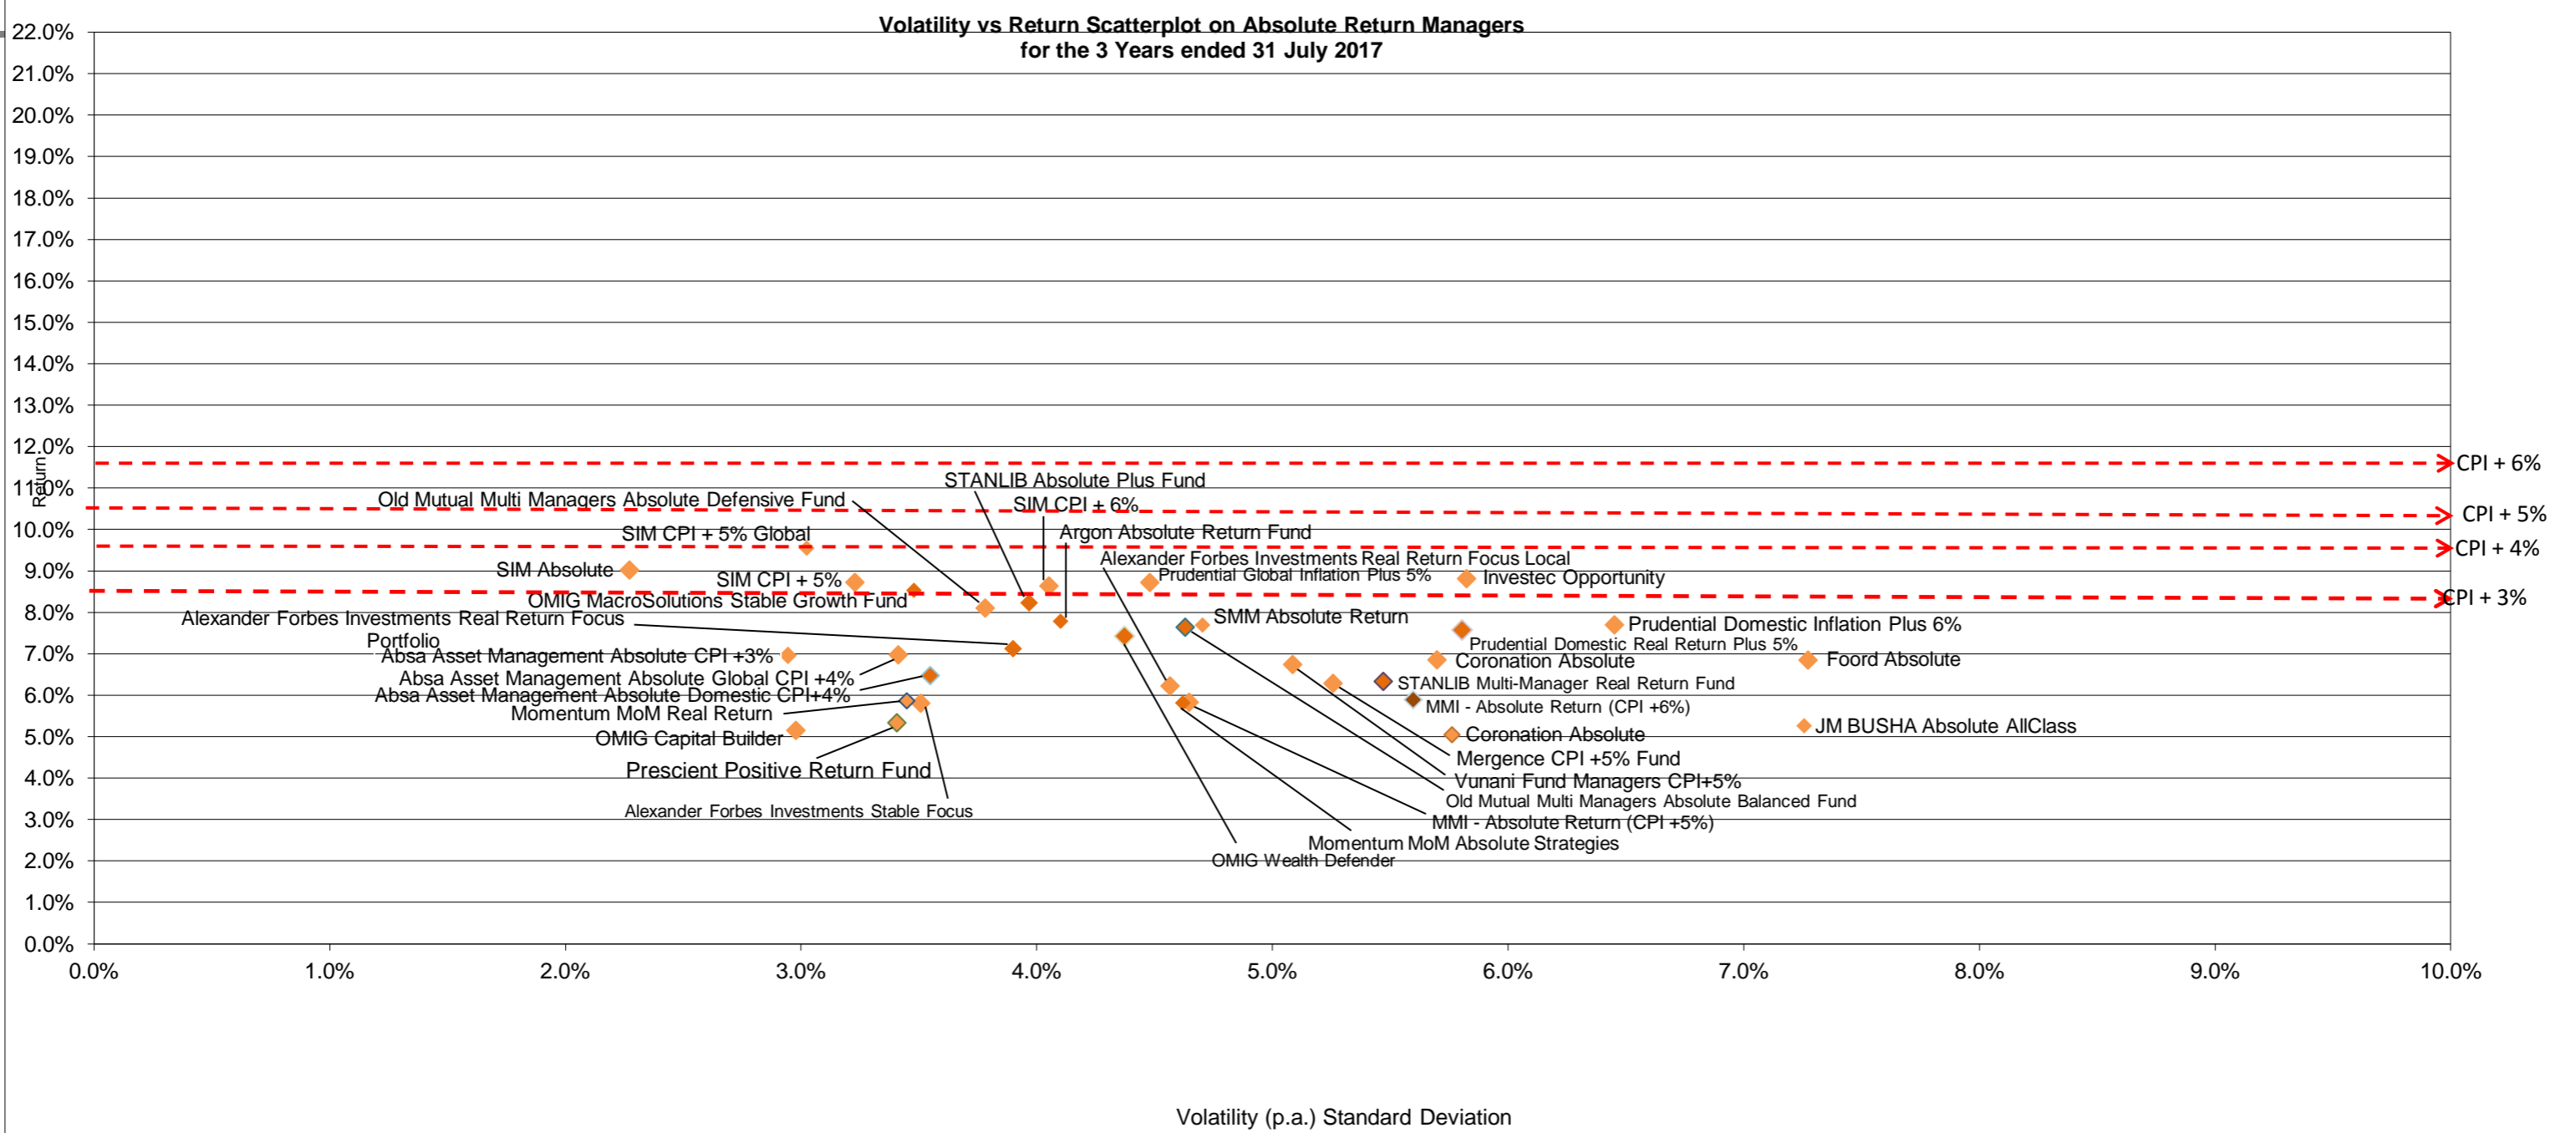 Volatility vs Return Scatterplot on Absolute Return Managers
for the 3 Years ended 31 July 2017
22.0%
21.0%
20.0%
19.0%
18.0%
17.0%
16.0%
15.0%
14.0%
13.0%
12.0%
11.0%
10.0%
9.0%
8.0%
7.0%
6.0%
5.0%
4.0%
3.0%
2.0%
1.0%
0.0%
Return
CPI + 6%
CPI + 5%
CPI + 4%
CPI + 3%
STANLIB Absolute Plus Fund
Old Mutual Multi Managers Absolute Defensive Fund
SIM CPI + 6%
SIM CPI + 5% Global
Argon Absolute Return Fund
Alexander Forbes Investments Real Return Focus Local
SIM Absolute
SIM CPI + 5%
Prudential Global Inflation Plus 5%
Investec Opportunity
OMIG MacroSolutions Stable Growth Fund
Alexander Forbes Investments Real Return Focus
Portfolio
SMM Absolute Return
Prudential Domestic Inflation Plus 6%
Prudential Domestic Real Return Plus 5%
Absa Asset Management Absolute CPI +3%
Coronation Absolute
Foord Absolute
Absa Asset Management Absolute Global CPI +4%
STANLIB Multi-Manager Real Return Fund
Absa Asset Management Absolute Domestic CPI+4%
MMI - Absolute Return (CPI +6%)
Momentum MoM Real Return
JM BUSHA Absolute AllClass
OMIG Capital Builder
Coronation Absolute
Mergence CPI +5% Fund
Prescient Positive Return Fund
Vunani Fund Managers CPI+5%
Old Mutual Multi Managers Absolute Balanced Fund
Alexander Forbes Investments Stable Focus
MMI - Absolute Return (CPI +5%)
Momentum MoM Absolute Strategies
OMIG Wealth Defender
0.0%
1.0%
2.0%
3.0%
4.0%
5.0%
6.0%
7.0%
8.0%
9.0%
10.0%
Volatility (p.a.) Standard Deviation